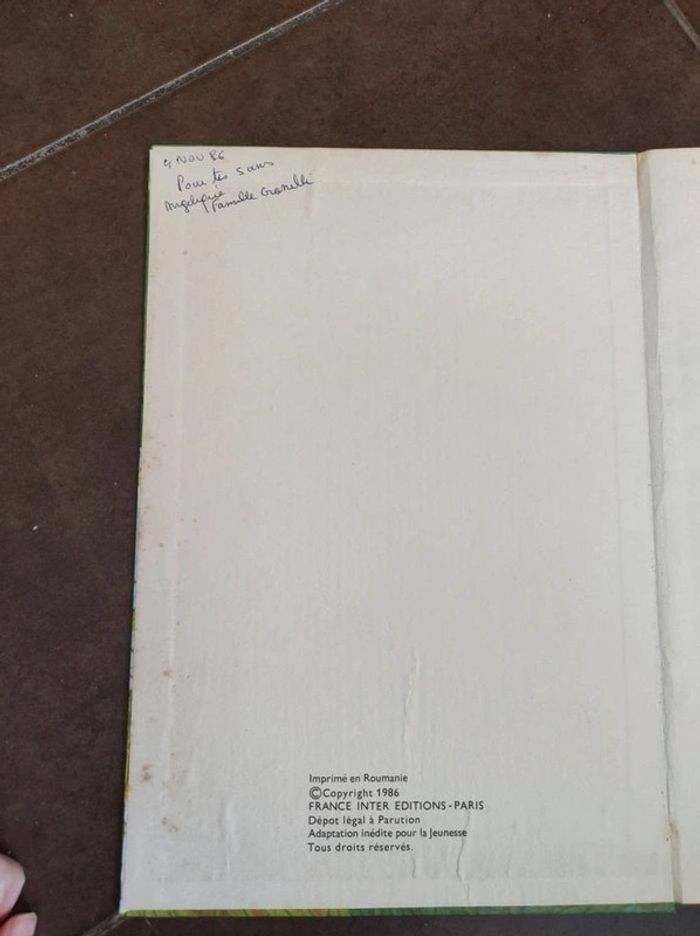 9 NOV 86
Pour tes 5 ans
Angélique
Famille
Imprimé en Roumanie
©Copyright 1986
FRANCE INTER EDITIONS - PARIS
Dépot légal à Parution
Adaptation inédite pour la Jeunesse
Tous droits réservés.